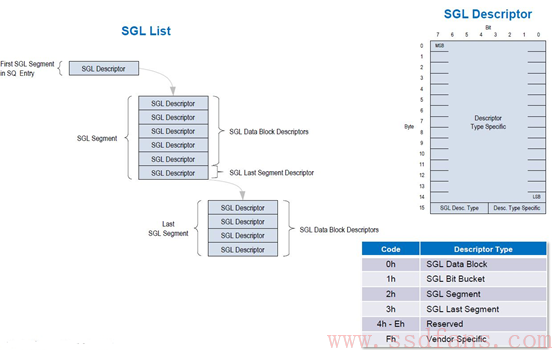 SGL List
First SGL Segment
in SQ Entry
SGL Descriptor
SGL Segment
SGL Descriptor
SGL Descriptor
SGL Descriptor
SGL Descriptor
SGL Descriptor
SGL Descriptor
SGL Data Block Descriptors
SGL Last Segment Descriptor
Last
SGL Segment
SGL Descriptor
SGL Descriptor
SGL Descriptor
SGL Descriptor
SGL Data Block Descriptors
SGL Descriptor
Bit
7 6 5 4 3 2 1 0
0 MSB
1
2
3
4
5
6
7
Byte
8
9
10
11
12
13
14 LSB
Descriptor
Type Specific
15 SGL Desc. Type Desc. Type Specific
Code Descriptor Type
0h SGL Data Block
1h SGL Bit Bucket
2h SGL Segment
3h SGL Last Segment
4h - Eh Reserved
Fh Vendor Specific
www.ssdfans.com